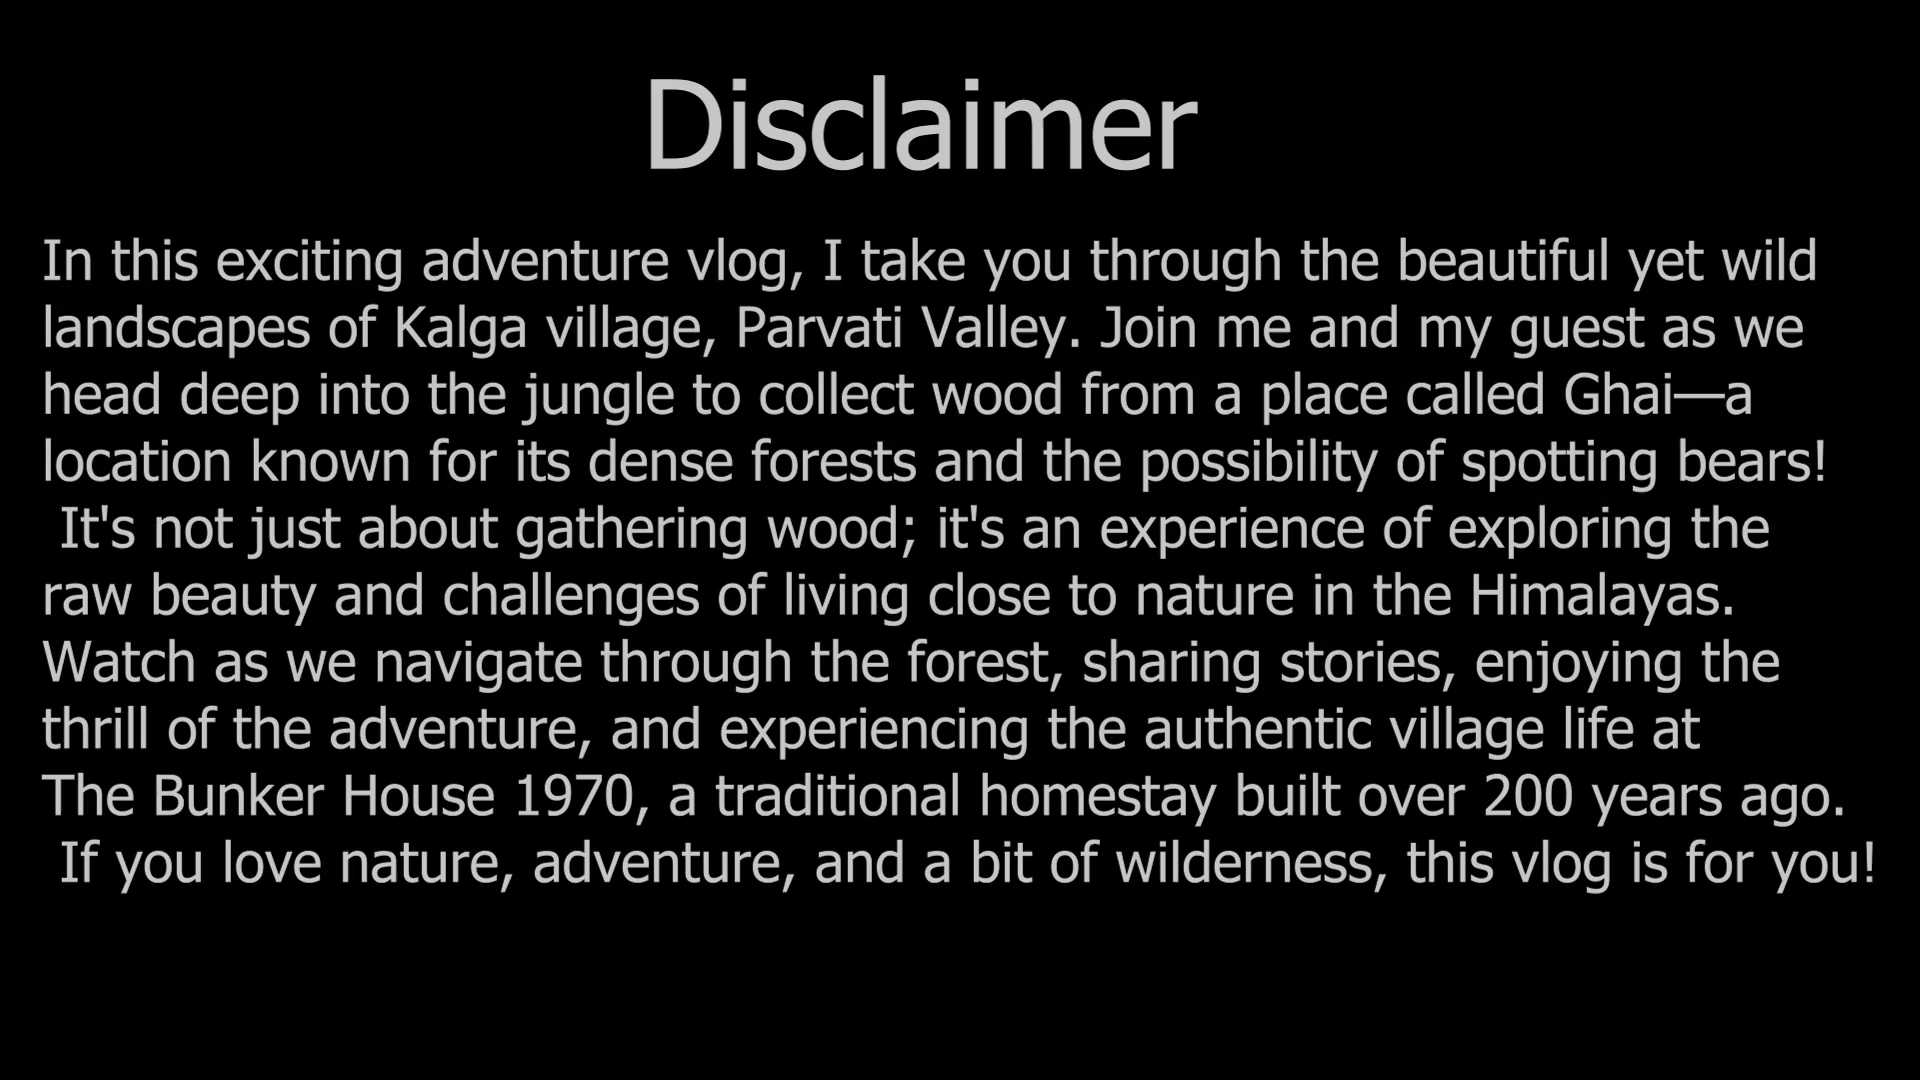 Disclaimer
In this exciting adventure vlog, I take you through the beautiful yet wild
landscapes of Kalga village, Parvati Valley. Join me and my guest as we
head deep into the jungle to collect wood from a place called Ghai—a
location known for its dense forests and the possibility of spotting bears!
It's not just about gathering wood; it's an experience of exploring the
raw beauty and challenges of living close to nature in the Himalayas.
Watch as we navigate through the forest, sharing stories, enjoying the
thrill of the adventure, and experiencing the authentic village life at
The Bunker House 1970, a traditional homestay built over 200 years ago.
If you love nature, adventure, and a bit of wilderness, this vlog is for you!